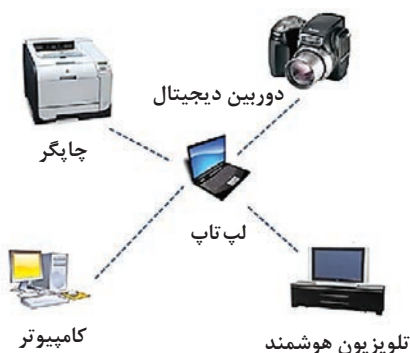 دوربین دیجیتال
چاپگر
لپ تاپ
کامپیوتر
تلویزیون هوشمند